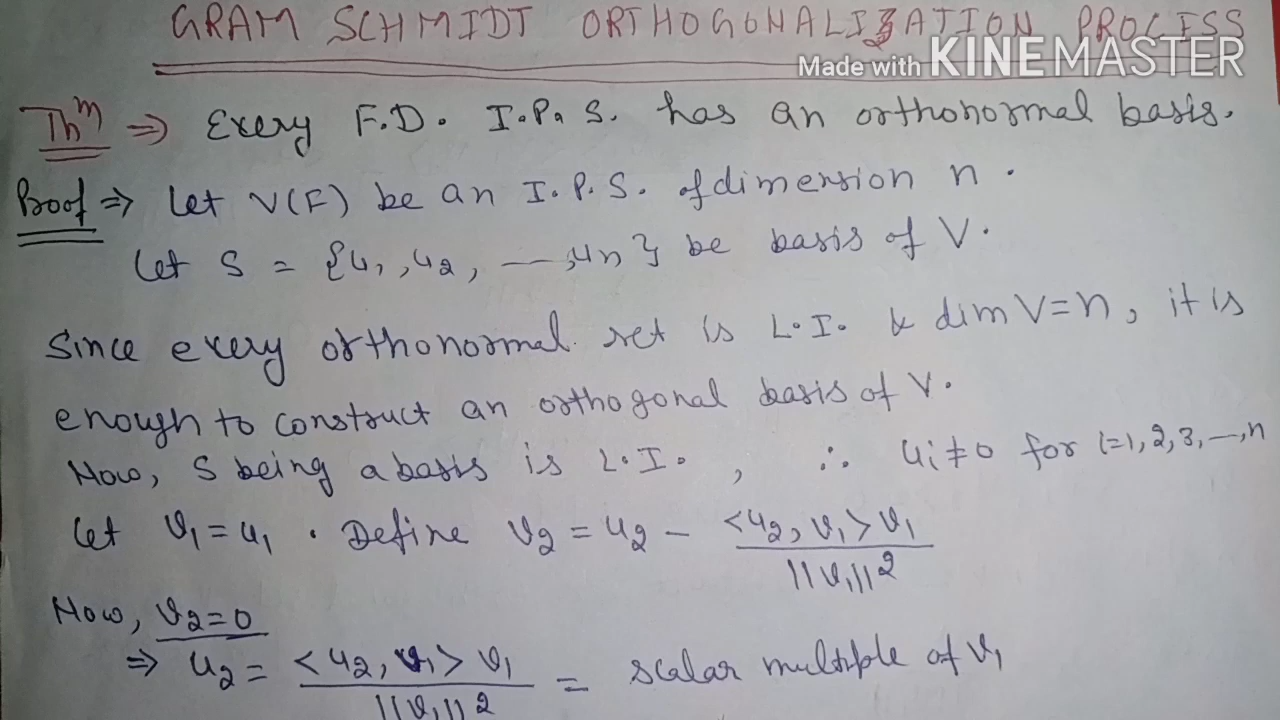 GRAM SCHMIDT ORTHOGONALIZATION PROCESS
Made with KINEMASTER
Thm ⇒ Every F.D. I.P.S. has an orthonormal basis.
Proof ⇒ Let V(F) be an I.P.S. of dimension n.
Let S = {u₁, u₂, —, un} be basis of V.
Since every orthonormal set is L.I. & dim V = n, it is
enough to construct an orthogonal basis of V.
Now, S being a basis is L.I., ∴ ui ≠ 0 for i=1,2,3,—,n
Let v₁ = u₁. Define v₂ = u₂ - <u₂, v₁> v₁ / ||v₁||²
Now, v₂ = 0
⇒ u₂ = <u₂, v₁> v₁ / ||v₁||² = scalar multiple of v₁